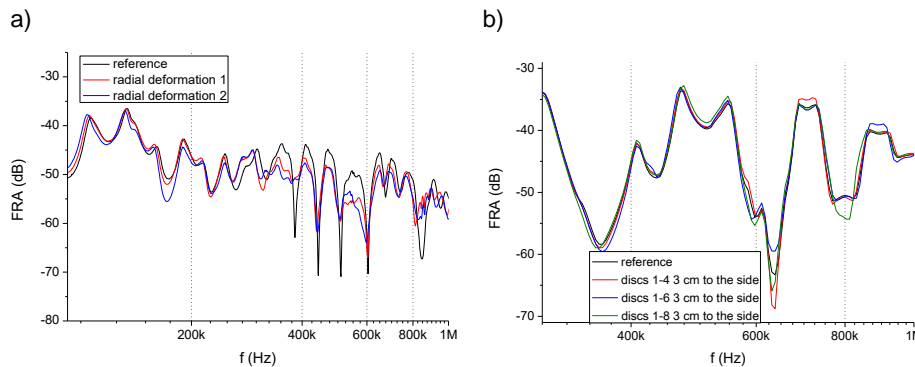 a)
-30
-40
-50
-60
-70
-80
FRA (dB)
reference
radial deformation 1
radial deformation 2
200k
400k
600k
800k
1M
f (Hz)
b)
-30
-40
-50
-60
-70
FRA (dB)
reference
discs 1-4 3 cm to the side
discs 1-6 3 cm to the side
discs 1-8 3 cm to the side
400k
600k
800k
1M
f (Hz)